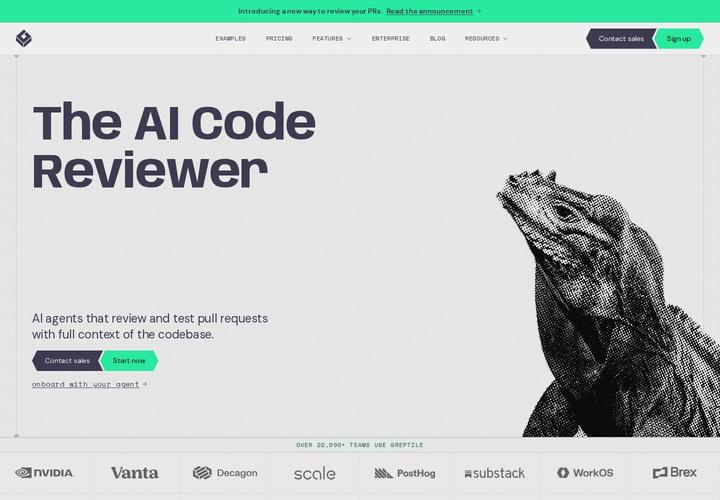 Introducing a new way to review your PRs. Read the announcement →
EXAMPLES PRICING FEATURES ENTERPRISE BLOG RESOURCES Contact sales Sign up
The AI Code
Reviewer
AI agents that review and test pull requests
with full context of the codebase.
Contact sales Start now
onboard with your agent →
OVER 22,000+ TEAMS USE GREPTILE
NVIDIA. Vanta Decagon scale PostHog substack WorkOS Brex